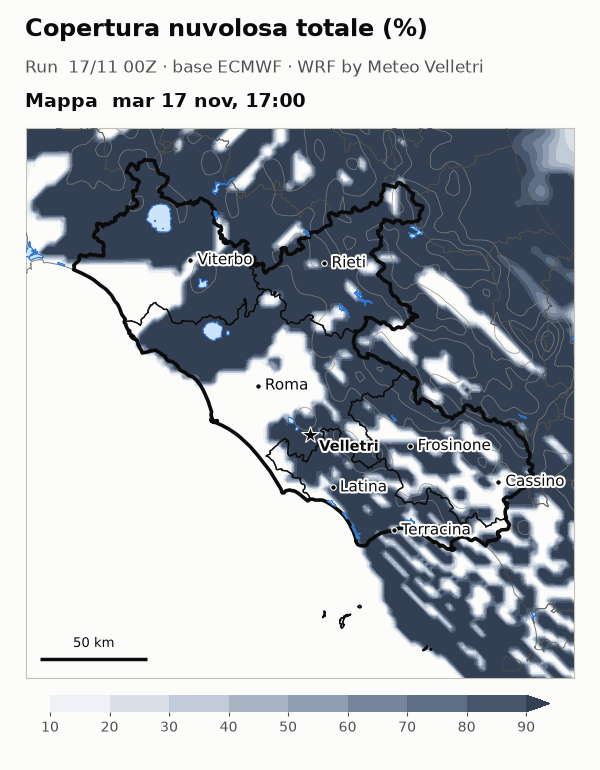 Copertura nuvolosa totale (%)
Run 17/11 00Z · base ECMWF · WRF by Meteo Velletri
Mappa mar 17 nov, 17:00
Viterbo
Rieti
Roma
Velletri
Frosinone
Latina
Cassino
Terracina
50 km
10 20 30 40 50 60 70 80 90